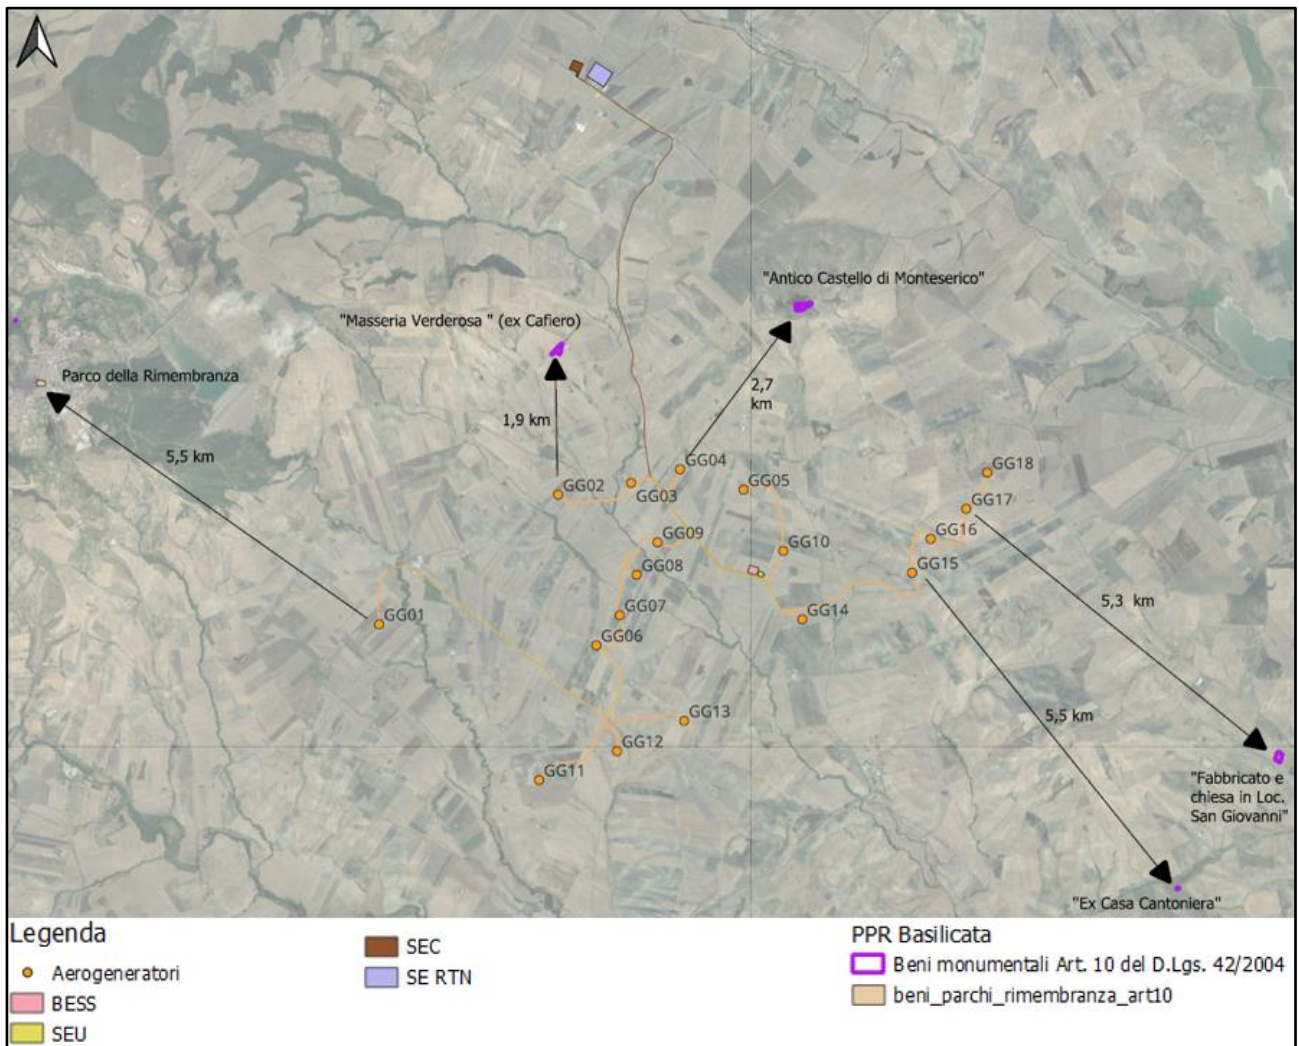 "Antico Castello di Monteserico"
"Masseria Verderosa " (ex Cafiero)
Parco della Rimembranza
2,7
km
1,9 km
5,5 km
GG04
GG18
GG02
GG03
GG05
GG17
GG09
GG16
GG10
GG08
GG15
GG07
GG14
GG01
5,3 km
GG06
GG13
5,5 km
GG12
GG11
"Fabbricato e
chiesa in Loc.
San Giovanni"
"Ex Casa Cantoniera"
Legenda
Aerogeneratori
BESS
SEU
SEC
SE RTN
PPR Basilicata
Beni monumentali Art. 10 del D.Lgs. 42/2004
beni_parchi_rimembranza_art10